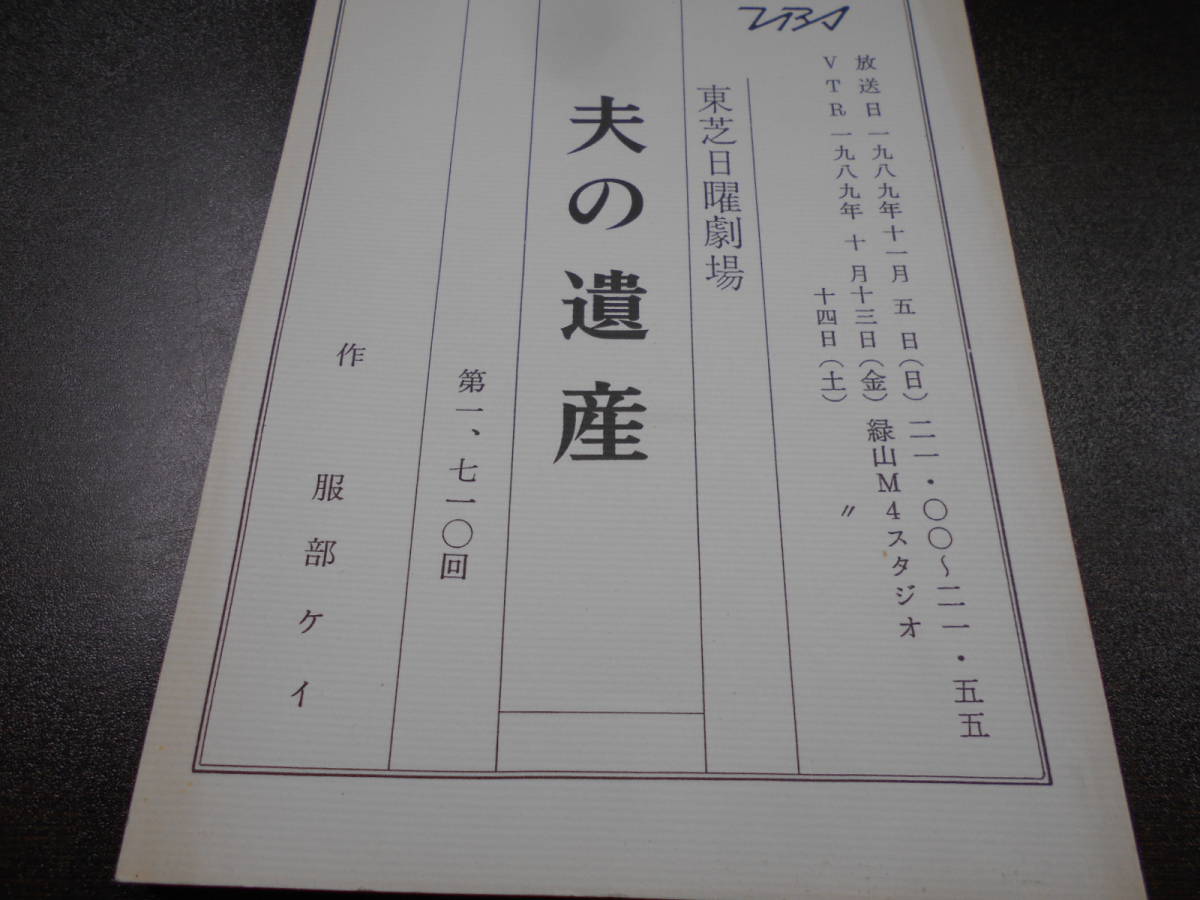 TBS
放送日 一九八九年十一月 五 日(日) 二一・〇〇～二一・五五
VTR 一九八九年 十 月十三日(金) 緑山M4スタジオ
十四日(土) 〃
東芝日曜劇場
夫の遺産
第一、七一〇回
作 服部ケイ